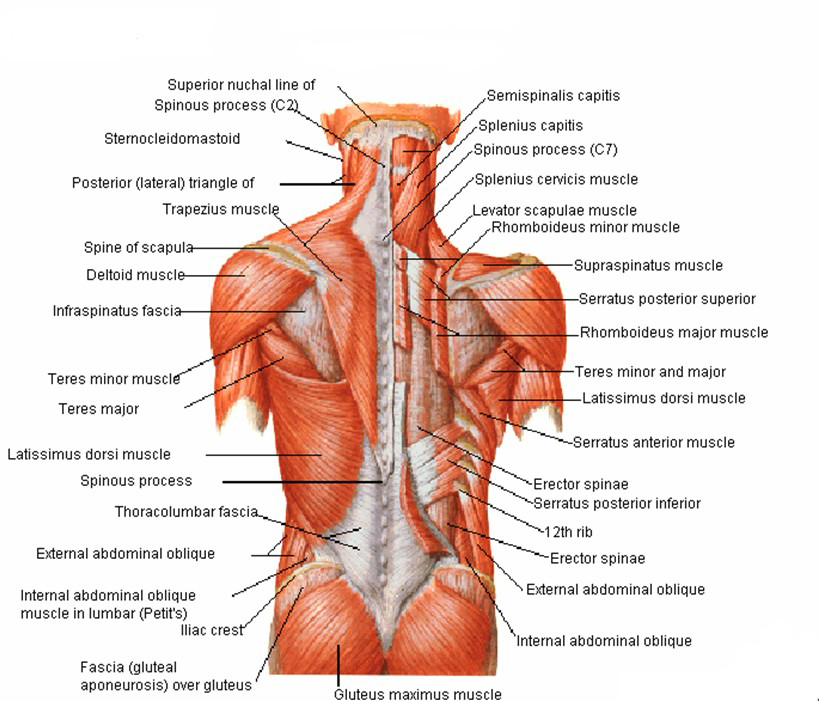 Superior nuchal line of
Spinous process (C2)
Sternocleidomastoid
Posterior (lateral) triangle of
Trapezius muscle
Spine of scapula
Deltoid muscle
Infraspinatus fascia
Teres minor muscle
Teres major
Latissimus dorsi muscle
Spinous process
Thoracolumbar fascia
External abdominal oblique
Internal abdominal oblique
muscle in lumbar (Petit's)
Iliac crest
Fascia (gluteal
aponeurosis) over gluteus
Gluteus maximus muscle
Semispinalis capitis
Splenius capitis
Spinous process (C7)
Splenius cervicis muscle
Levator scapulae muscle
Rhomboideus minor muscle
Supraspinatus muscle
Serratus posterior superior
Rhomboideus major muscle
Teres minor and major
Latissimus dorsi muscle
Serratus anterior muscle
Erector spinae
Serratus posterior inferior
12th rib
Erector spinae
External abdominal oblique
Internal abdominal oblique